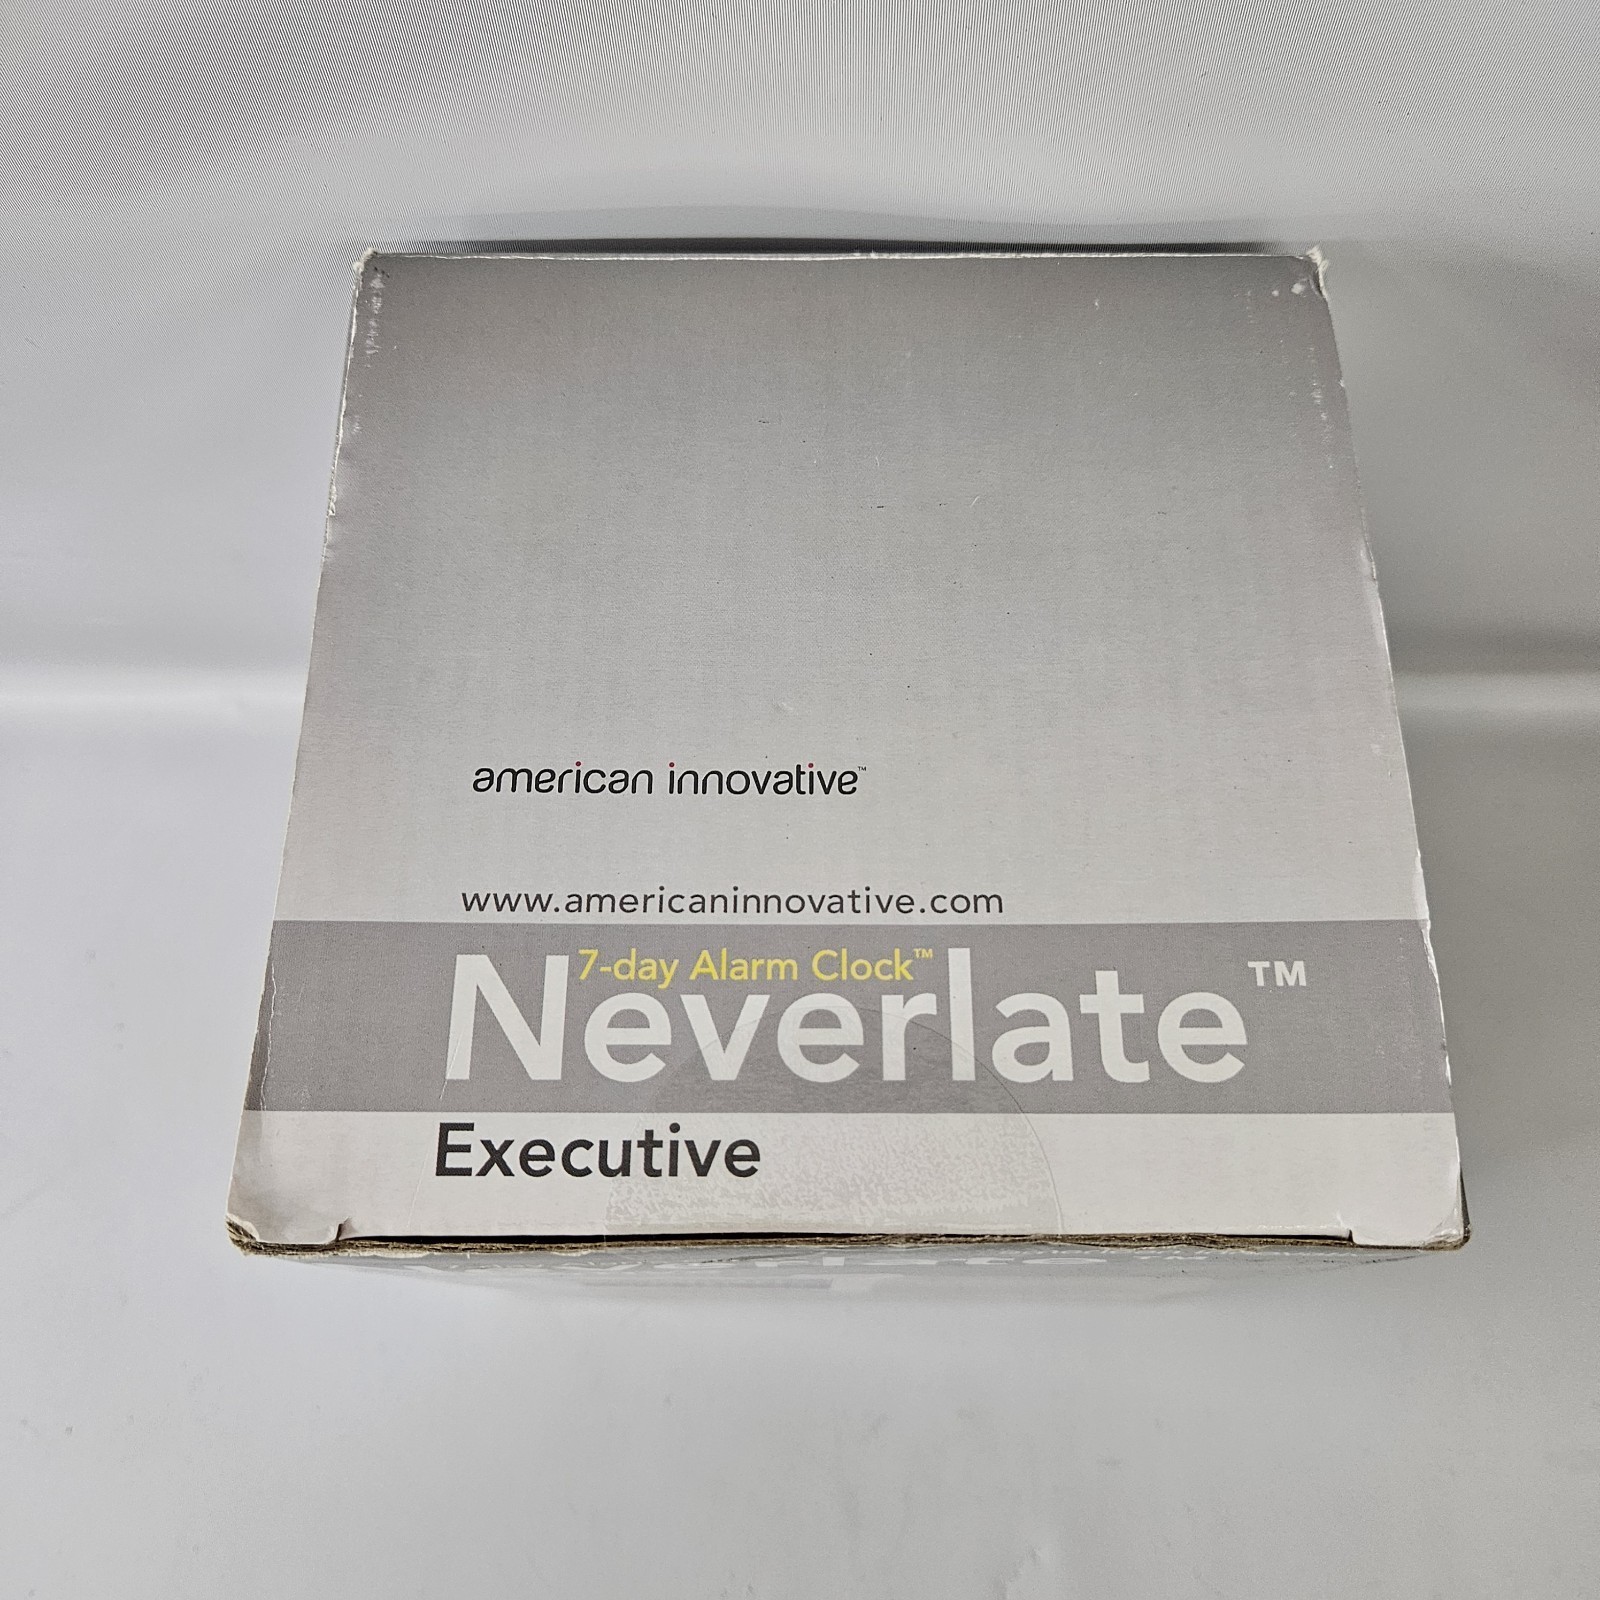 american innovative™
www.americaninnovative.com
7-day Alarm Clock™
Neverlate™
Executive